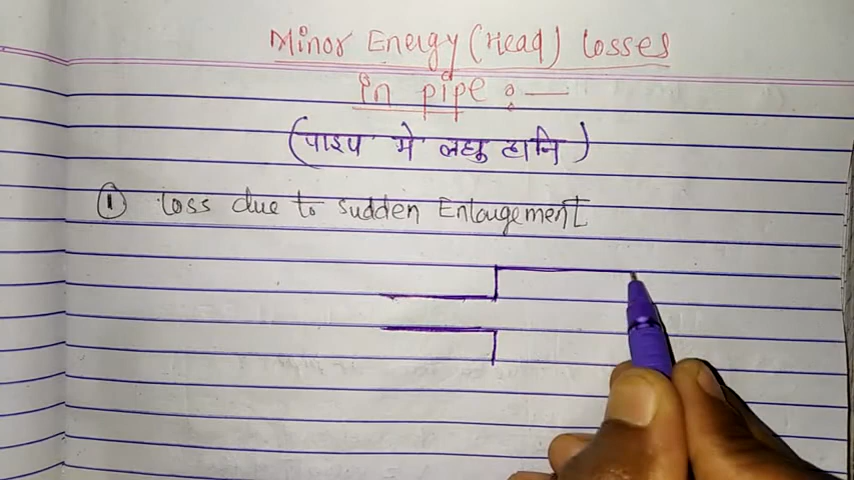 Minor Energy (Head) Losses
in pipe :—
(पाइप में लघु हानि)
① Loss due to sudden Enlargement